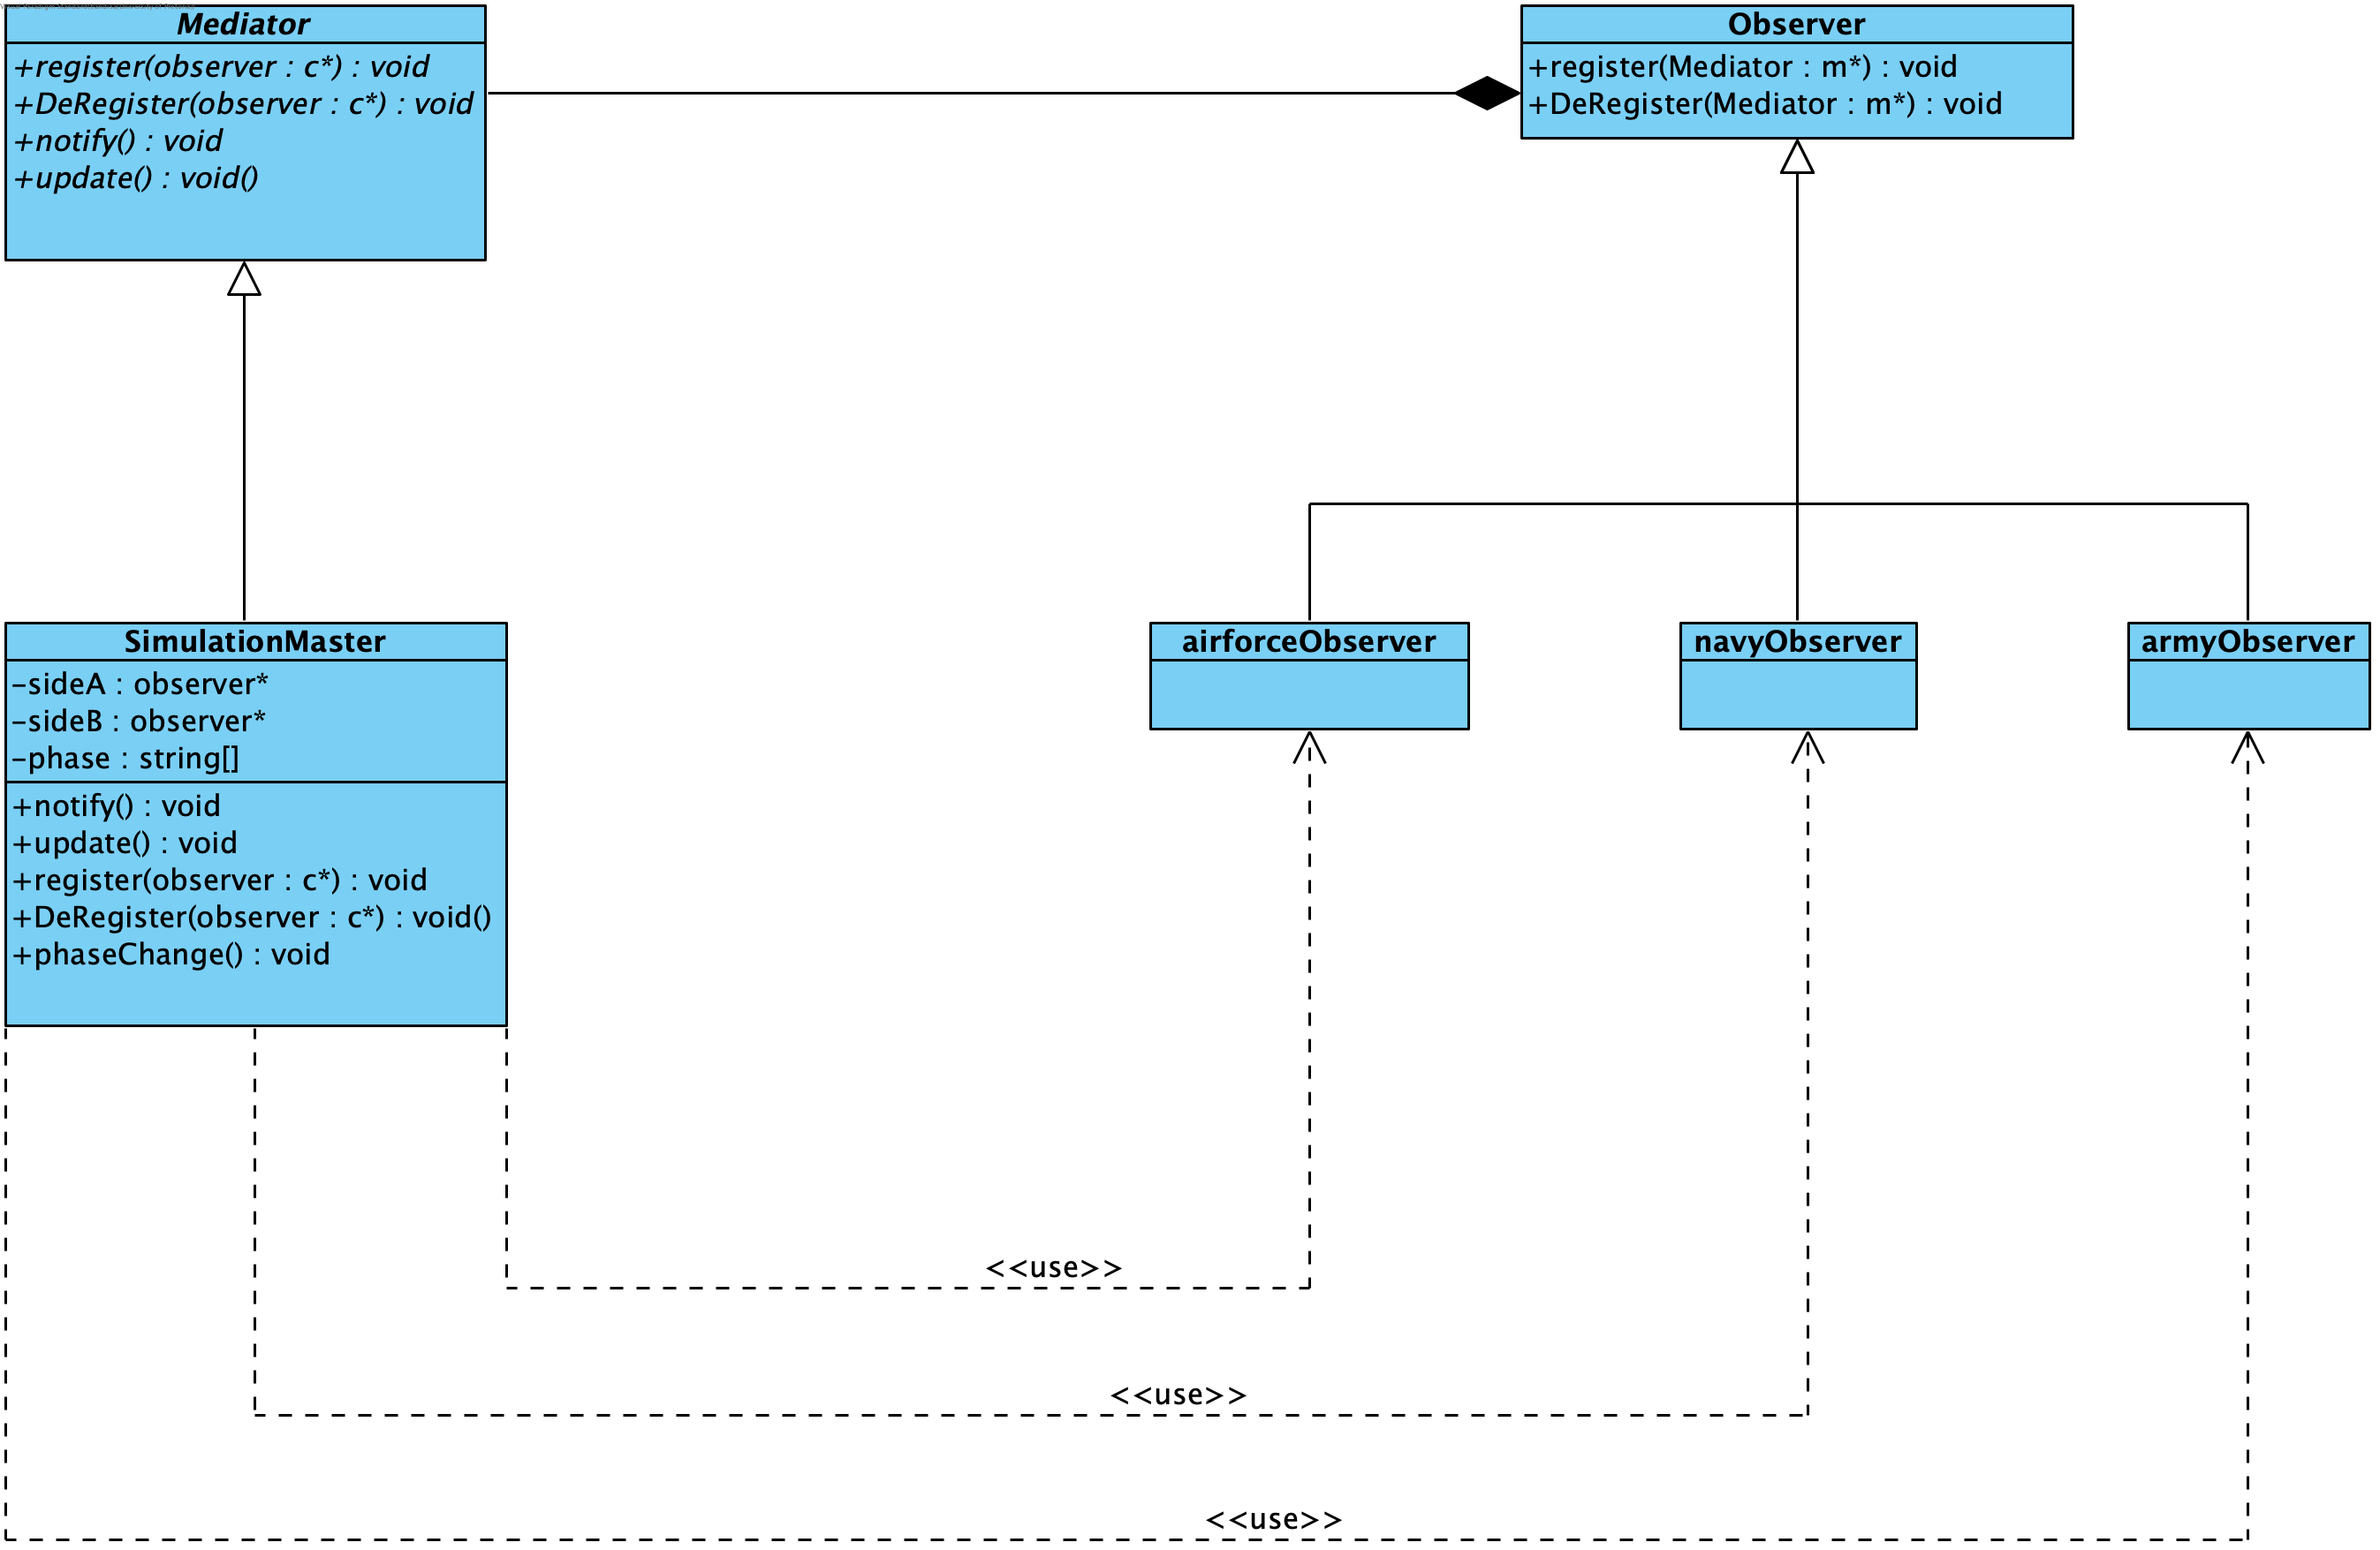 Mediator
+register(observer : c*) : void
+DeRegister(observer : c*) : void
+notify() : void
+update() : void()
Observer
+register(Mediator : m*) : void
+DeRegister(Mediator : m*) : void
SimulationMaster
-sideA : observer*
-sideB : observer*
-phase : string[]
+notify() : void
+update() : void
+register(observer : c*) : void
+DeRegister(observer : c*) : void()
+phaseChange() : void
airforceObserver
navyObserver
armyObserver
<<use>>
<<use>>
<<use>>